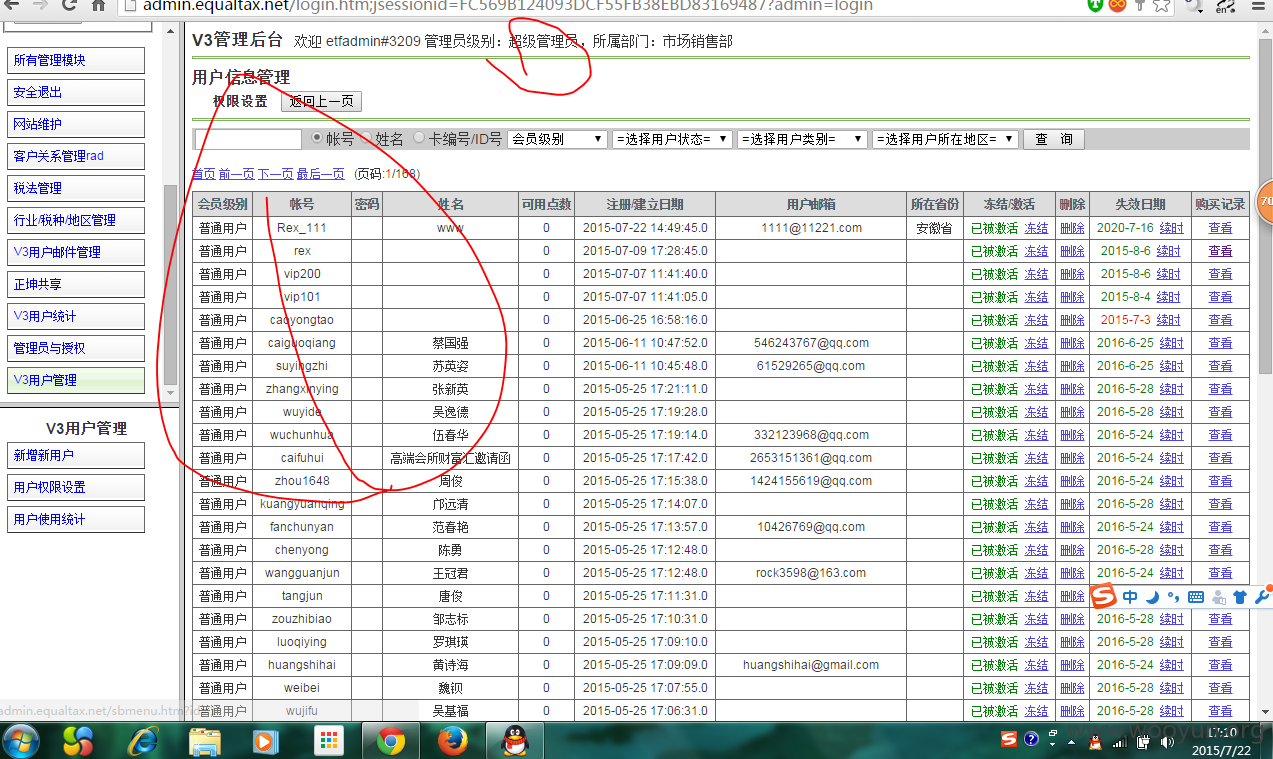 admin.equaltax.net/login.htm;jsessionid=FC569B124093DCF55FB38EBD83169487?admin=login
所有管理模块
安全退出
网站维护
客户关系管理rad
税法管理
行业/税种/地区管理
V3用户邮件管理
正坤共享
V3用户统计
管理员与授权
V3用户管理
V3用户管理
新增新用户
用户权限设置
用户使用统计
V3管理后台 欢迎 etfadmin#3209 管理员级别：超级管理员，所属部门：市场销售部
用户信息管理
权限设置 返回上一页
帐号 姓名 卡编号/ID号 会员级别 =选择用户状态= =选择用户类别= =选择用户所在地区= 查 询
首页 前一页 下一页 最后一页 (页码:1/168)
会员级别 帐号 密码 姓名 可用点数 注册/建立日期 用户邮箱 所在省份 冻结/激活 删除 失效日期 购买记录
普通用户 Rex_111 www 0 2015-07-22 14:49:45.0 1111@11221.com 安徽省 已被激活 冻结 删除 2020-7-16 续时 查看
普通用户 rex 0 2015-07-09 17:28:45.0 已被激活 冻结 删除 2015-8-6 续时 查看
普通用户 vip200 0 2015-07-07 11:41:40.0 已被激活 冻结 删除 2015-8-6 续时 查看
普通用户 vip101 0 2015-07-07 11:41:05.0 已被激活 冻结 删除 2015-8-4 续时 查看
普通用户 caoyongtao 0 2015-06-25 16:58:16.0 已被激活 冻结 删除 2015-7-3 续时 查看
普通用户 caiguoqiang 蔡国强 0 2015-06-11 10:47:52.0 546243767@qq.com 已被激活 冻结 删除 2016-6-25 续时 查看
普通用户 suyingzhi 苏英姿 0 2015-06-11 10:45:48.0 61529265@qq.com 已被激活 冻结 删除 2016-6-25 续时 查看
普通用户 zhangxinying 张新英 0 2015-05-25 17:21:11.0 已被激活 冻结 删除 2016-5-28 续时 查看
普通用户 wuyide 吴逸德 0 2015-05-25 17:19:28.0 已被激活 冻结 删除 2016-5-28 续时 查看
普通用户 wuchunhua 伍春华 0 2015-05-25 17:19:14.0 332123968@qq.com 已被激活 冻结 删除 2016-5-28 续时 查看
普通用户 caifuhui 高端会所财富汇邀请函 0 2015-05-25 17:17:42.0 2653151361@qq.com 已被激活 冻结 删除 2016-5-24 续时 查看
普通用户 zhou1648 周俊 0 2015-05-25 17:15:38.0 1424155619@qq.com 已被激活 冻结 删除 2016-5-24 续时 查看
普通用户 kuangyuanqing 邝远清 0 2015-05-25 17:14:07.0 已被激活 冻结 删除 2016-5-28 续时 查看
普通用户 fanchunyan 范春艳 0 2015-05-25 17:13:57.0 10426769@qq.com 已被激活 冻结 删除 2016-5-24 续时 查看
普通用户 chenyong 陈勇 0 2015-05-25 17:12:48.0 已被激活 冻结 删除 2016-5-28 续时 查看
普通用户 wangguanjun 王冠君 0 2015-05-25 17:12:48.0 rock3598@163.com 已被激活 冻结 删除 2016-5-24 续时 查看
普通用户 tangjun 唐俊 0 2015-05-25 17:11:31.0 已被激活 冻结 删除
普通用户 zouzhibiao 邹志标 0 2015-05-25 17:10:31.0 已被激活 冻结 删除 2016-5-28 续时 查看
普通用户 luoqiying 罗琪瑛 0 2015-05-25 17:09:10.0 已被激活 冻结 删除 2016-5-28 续时 查看
普通用户 huangshihai 黄诗海 0 2015-05-25 17:09:09.0 huangshihai@gmail.com 已被激活 冻结 删除 2016-5-24 续时 查看
普通用户 weibei 魏钡 0 2015-05-25 17:07:55.0 已被激活 冻结 删除 2016-5-28 续时 查看
普通用户 wujifu 吴基福 0 2015-05-25 17:06:31.0 已被激活 冻结 删除 2016-5-28 续时 查看
70
中
admin.equaltax.net/sbmenu.htm?id
17:10
2015/7/22
wooyun.org